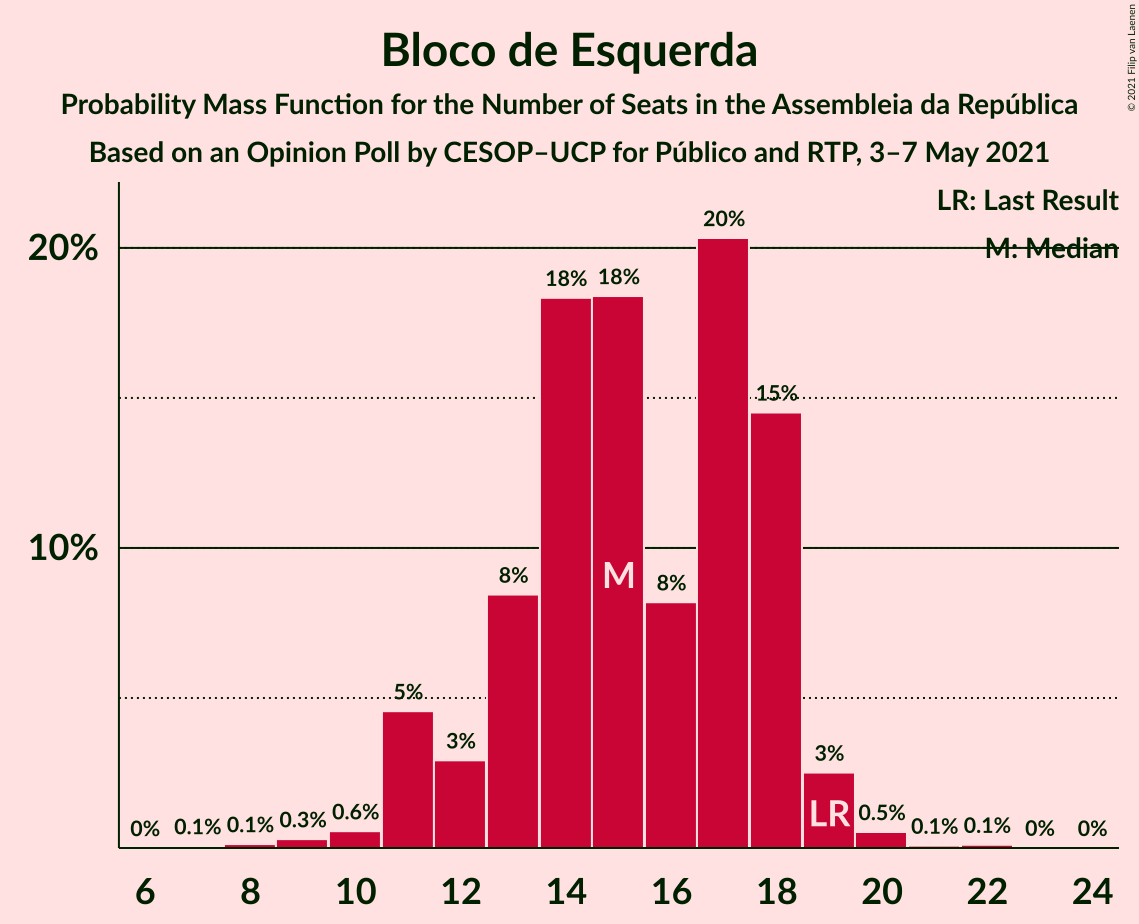 Bloco de Esquerda
Probability Mass Function for the Number of Seats in the Assembleia da República
Based on an Opinion Poll by CESOP–UCP for Público and RTP, 3–7 May 2021
© 2021 Filip van Laenen
LR: Last Result
M: Median
20%
10%
0%
0.1%
0.1%
0.3%
0.6%
5%
3%
8%
18%
18%
8%
20%
15%
3%
0.5%
0.1%
0.1%
0%
0%
M
LR
6 8 10 12 14 16 18 20 22 24